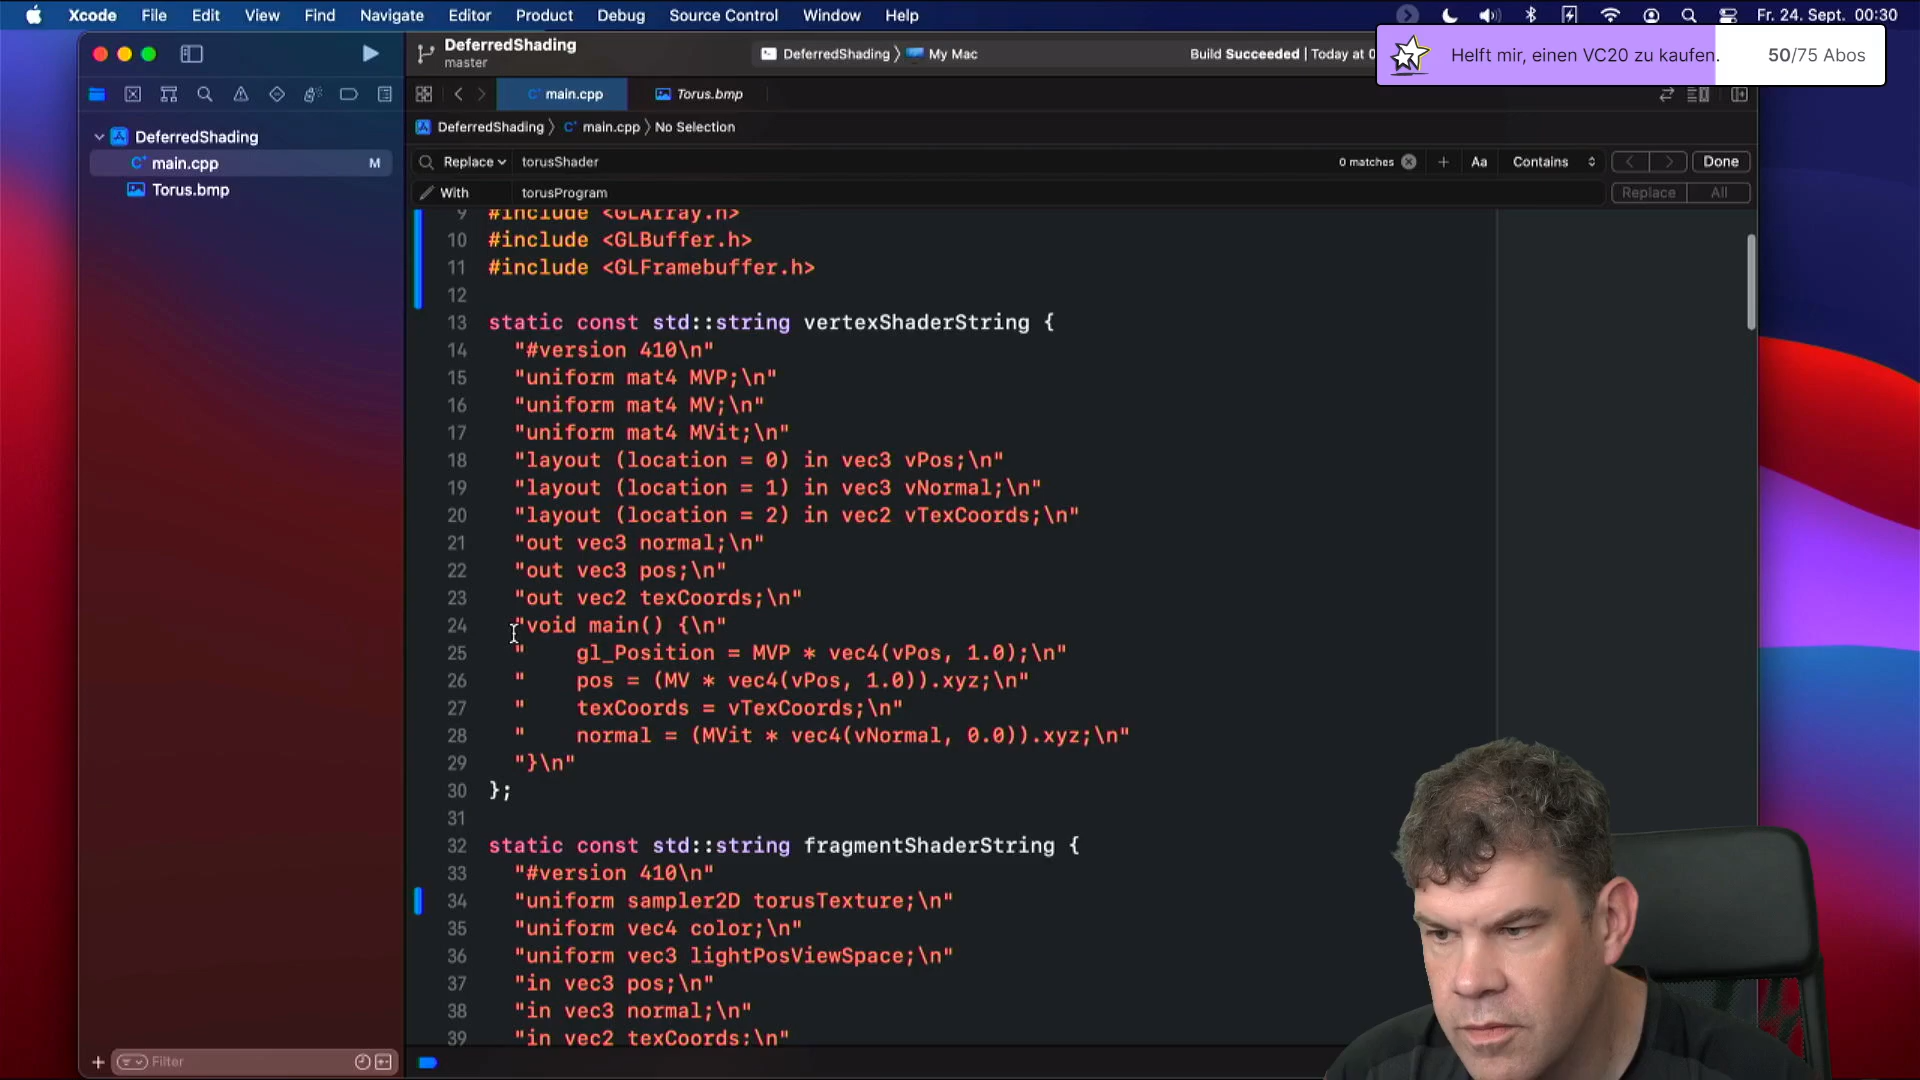 Xcode File Edit View Find Navigate Editor Product Debug Source Control Window Help Fr. 24. Sept. 00:30
Helft mir, einen VC20 zu kaufen. 50/75 Abos
DeferredShading
master
DeferredShading 〉 My Mac
Build Succeeded | Today at 0
main.cpp
Torus.bmp
DeferredShading
main.cpp M
Torus.bmp
DeferredShading 〉 main.cpp 〉 No Selection
Replace torusShader 0 matches Aa Contains Done
With torusProgram Replace All
9 #include <GLArray.h>
10 #include <GLBuffer.h>
11 #include <GLFramebuffer.h>
12
13 static const std::string vertexShaderString {
14 "#version 410\n"
15 "uniform mat4 MVP;\n"
16 "uniform mat4 MV;\n"
17 "uniform mat4 MVit;\n"
18 "layout (location = 0) in vec3 vPos;\n"
19 "layout (location = 1) in vec3 vNormal;\n"
20 "layout (location = 2) in vec2 vTexCoords;\n"
21 "out vec3 normal;\n"
22 "out vec3 pos;\n"
23 "out vec2 texCoords;\n"
24 "void main() {\n"
25 "    gl_Position = MVP * vec4(vPos, 1.0);\n"
26 "    pos = (MV * vec4(vPos, 1.0)).xyz;\n"
27 "    texCoords = vTexCoords;\n"
28 "    normal = (MVit * vec4(vNormal, 0.0)).xyz;\n"
29 "}\n"
30 };
31
32 static const std::string fragmentShaderString {
33 "#version 410\n"
34 "uniform sampler2D torusTexture;\n"
35 "uniform vec4 color;\n"
36 "uniform vec3 lightPosViewSpace;\n"
37 "in vec3 pos;\n"
38 "in vec3 normal;\n"
39 "in vec2 texCoords;\n"
Filter